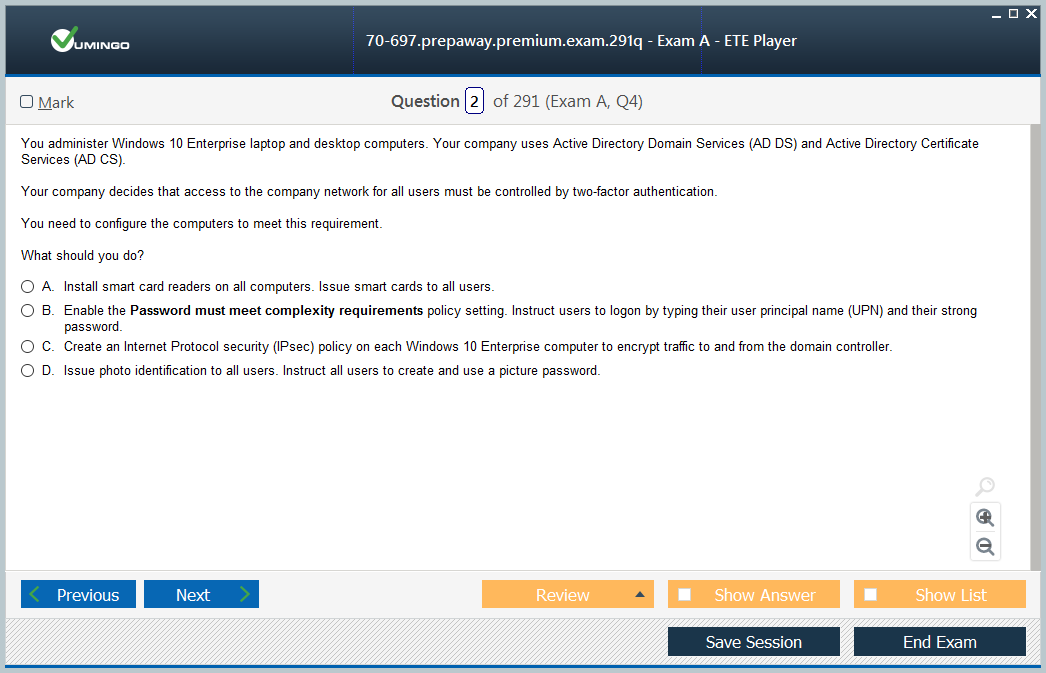 VUMINGO
70-697.prepaway.premium.exam.291q - Exam A - ETE Player
Mark
Question 2 of 291 (Exam A, Q4)
You administer Windows 10 Enterprise laptop and desktop computers. Your company uses Active Directory Domain Services (AD DS) and Active Directory Certificate
Services (AD CS).
Your company decides that access to the company network for all users must be controlled by two-factor authentication.
You need to configure the computers to meet this requirement.
What should you do?
A. Install smart card readers on all computers. Issue smart cards to all users.
B. Enable the Password must meet complexity requirements policy setting. Instruct users to logon by typing their user principal name (UPN) and their strong
password.
C. Create an Internet Protocol security (IPsec) policy on each Windows 10 Enterprise computer to encrypt traffic to and from the domain controller.
D. Issue photo identification to all users. Instruct all users to create and use a picture password.
Previous Next Review Show Answer Show List
Save Session End Exam